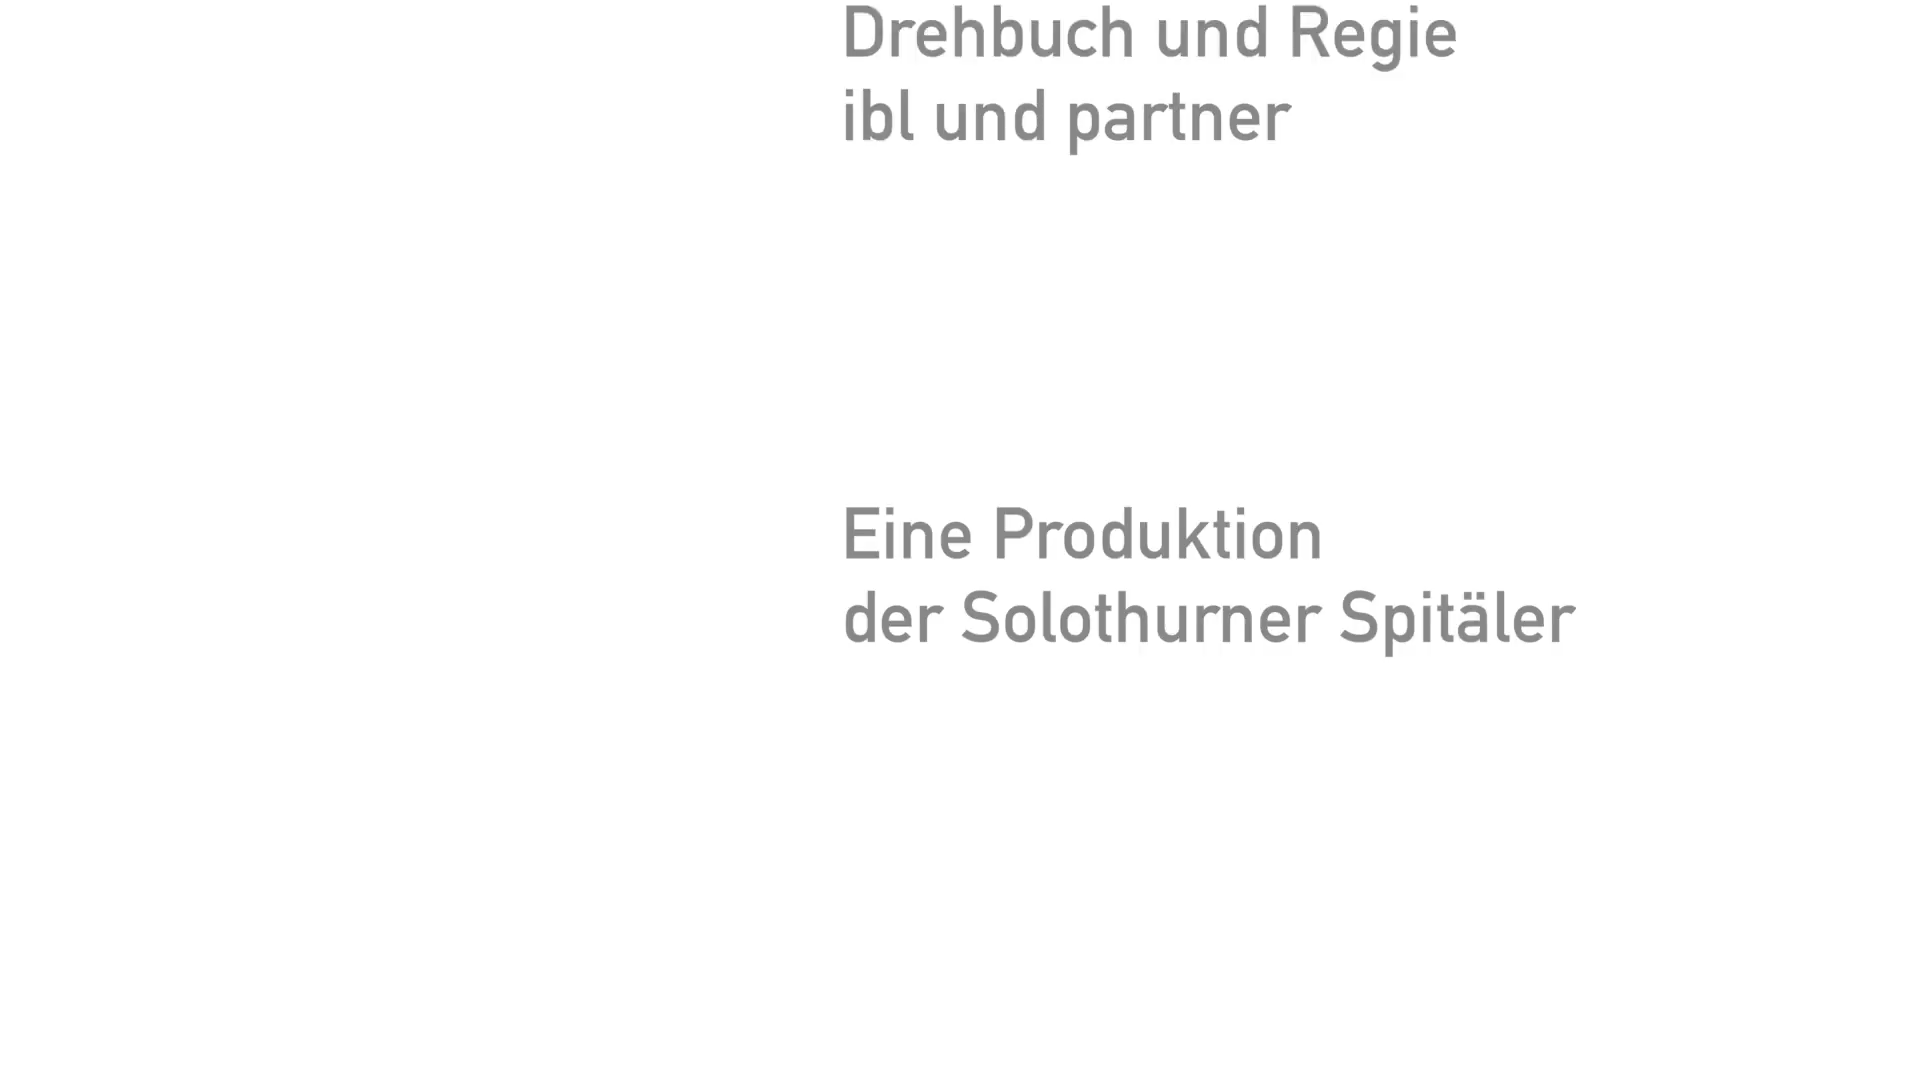 Drehbuch und Regie
ibl und partner
Eine Produktion
der Solothurner Spitäler